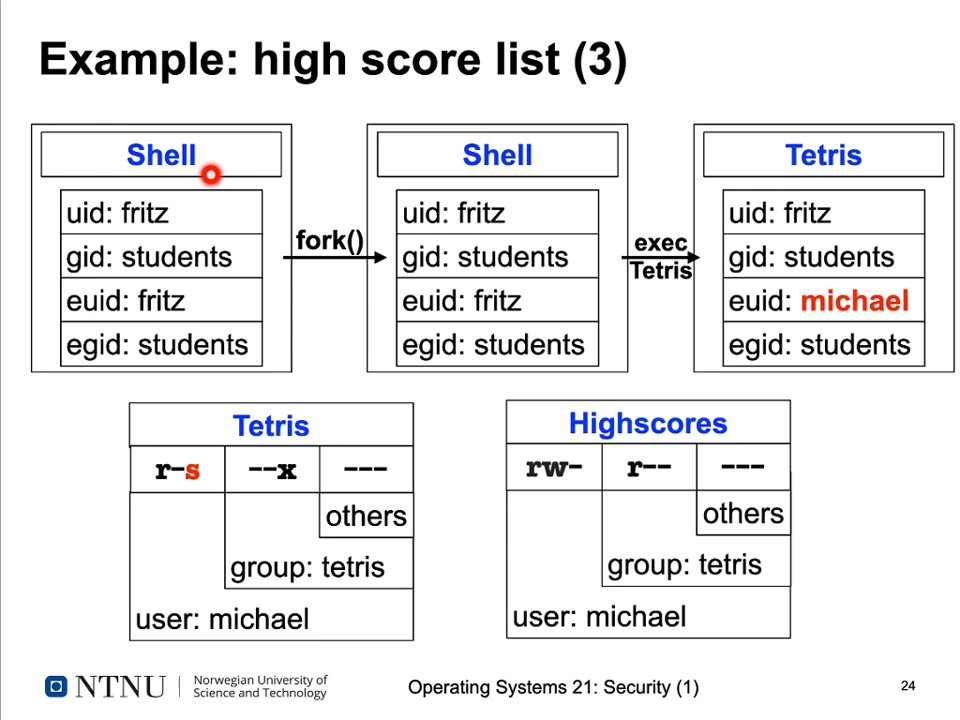 Example: high score list (3)
Shell
uid: fritz
gid: students
euid: fritz
egid: students
fork()
Shell
uid: fritz
gid: students
euid: fritz
egid: students
exec
Tetris
Tetris
uid: fritz
gid: students
euid: michael
egid: students
Tetris
r-s --x ---
others
group: tetris
user: michael
Highscores
rw- r-- ---
others
group: tetris
user: michael
NTNU
Norwegian University of
Science and Technology
Operating Systems 21: Security (1)
24